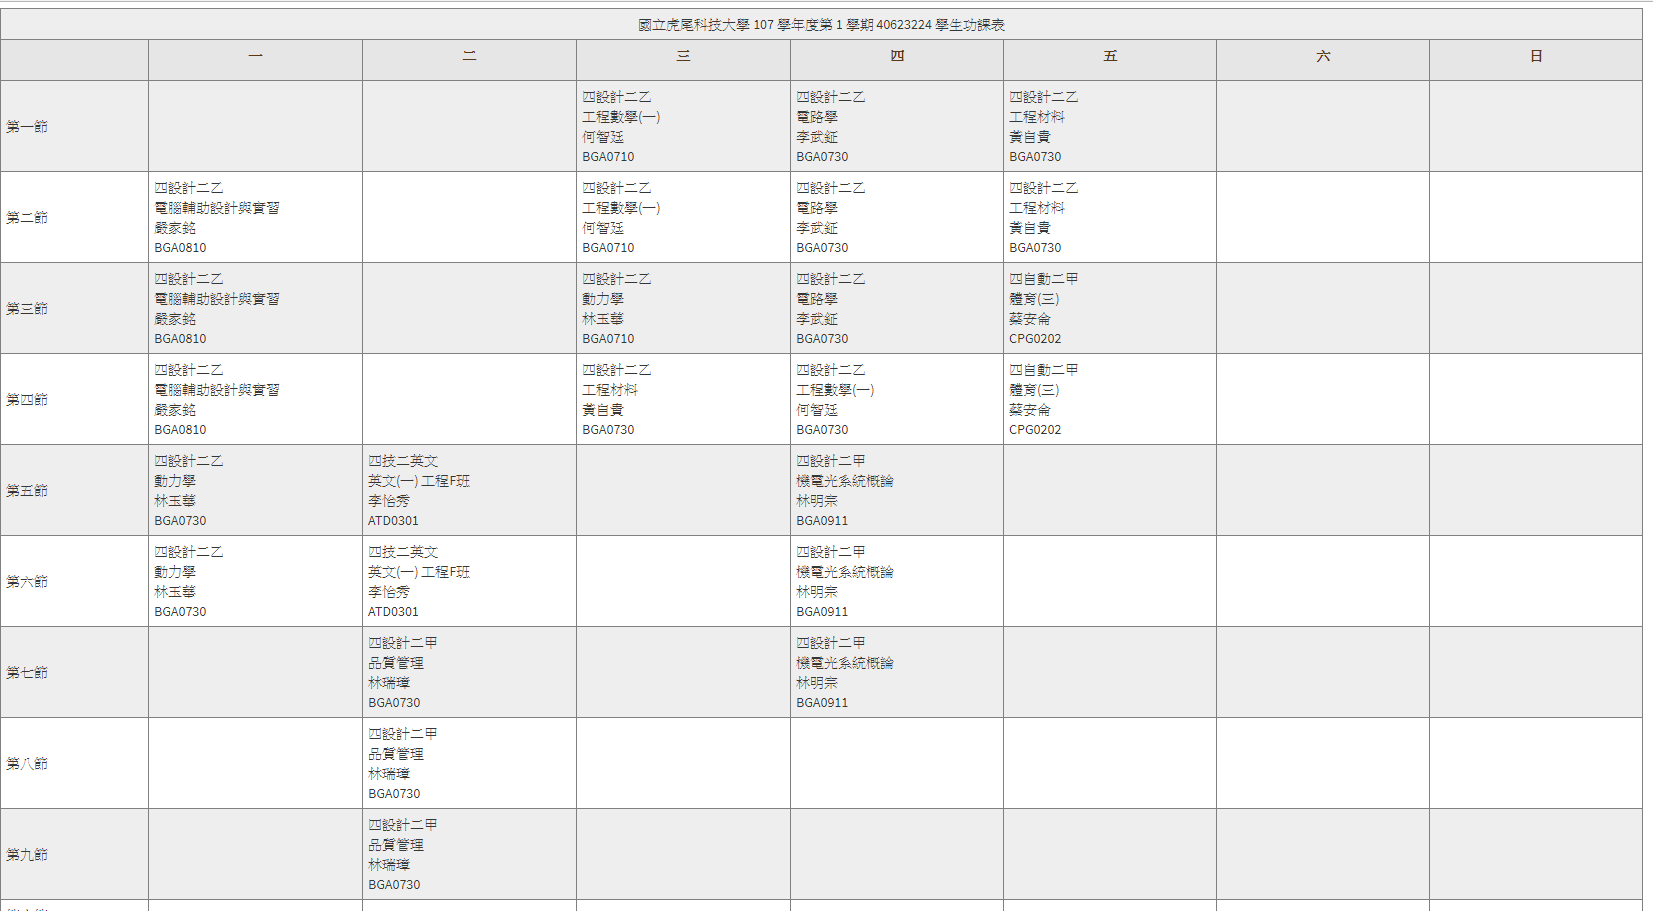 國立虎尾科技大學 107 學年度第 1 學期 40623224 學生功課表
一 二 三 四 五 六 日
第一節
四設計二乙
工程數學(一)
何智廷
BGA0710
四設計二乙
電路學
李武鉦
BGA0730
四設計二乙
工程材料
黃自貴
BGA0730
第二節
四設計二乙
電腦輔助設計與實習
嚴家銘
BGA0810
四設計二乙
工程數學(一)
何智廷
BGA0710
四設計二乙
電路學
李武鉦
BGA0730
四設計二乙
工程材料
黃自貴
BGA0730
第三節
四設計二乙
電腦輔助設計與實習
嚴家銘
BGA0810
四設計二乙
動力學
林玉華
BGA0710
四設計二乙
電路學
李武鉦
BGA0730
四自動二甲
體育(三)
蔡安侖
CPG0202
第四節
四設計二乙
電腦輔助設計與實習
嚴家銘
BGA0810
四設計二乙
工程材料
黃自貴
BGA0730
四設計二乙
工程數學(一)
何智廷
BGA0730
四自動二甲
體育(三)
蔡安侖
CPG0202
第五節
四設計二乙
動力學
林玉華
BGA0730
四技二英文
英文(一) 工程F班
李怡秀
ATD0301
四設計二甲
機電光系統概論
林明宗
BGA0911
第六節
四設計二乙
動力學
林玉華
BGA0730
四技二英文
英文(一) 工程F班
李怡秀
ATD0301
四設計二甲
機電光系統概論
林明宗
BGA0911
第七節
四設計二甲
品質管理
林瑞璋
BGA0730
四設計二甲
機電光系統概論
林明宗
BGA0911
第八節
四設計二甲
品質管理
林瑞璋
BGA0730
第九節
四設計二甲
品質管理
林瑞璋
BGA0730